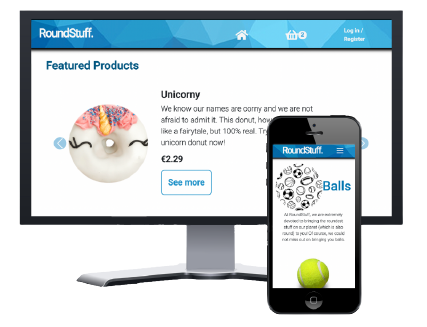 RoundStuff.
2
Log in /
Register
Featured Products
Unicorny
We know our names are corny and we are not
afraid to admit it. This donut, how
like a fairytale, but 100% real. Try
unicorn donut now!
€2.29
See more
RoundStuff.
Balls
At RoundStuff, we are extremely
devoted to bringing the roundest
stuff on our planet (which is also
round) to you! Of course, we could
not miss out on bringing you balls.